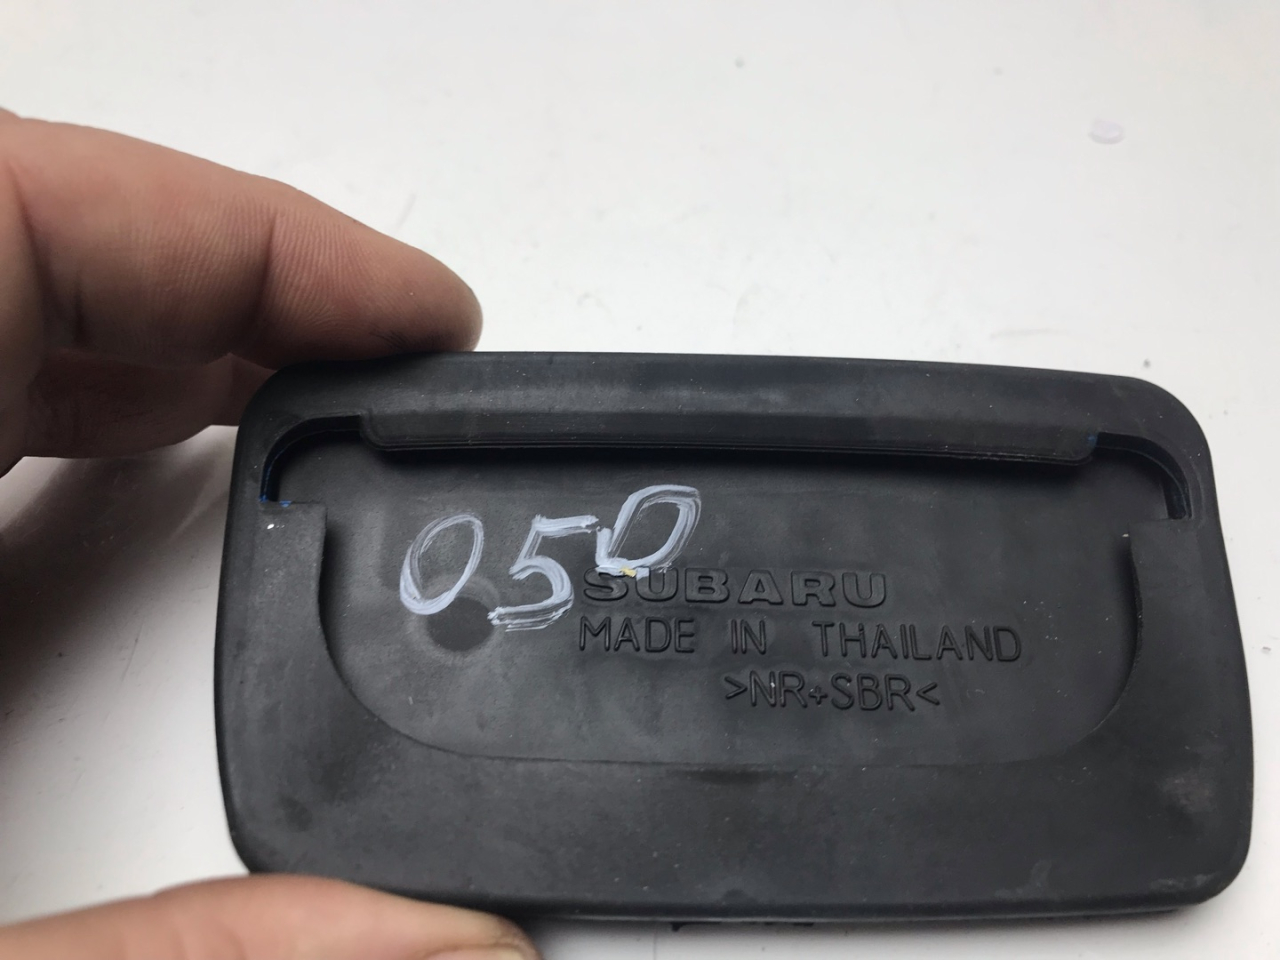 050
SUBARU
MADE IN THAILAND
>NR+SBR<